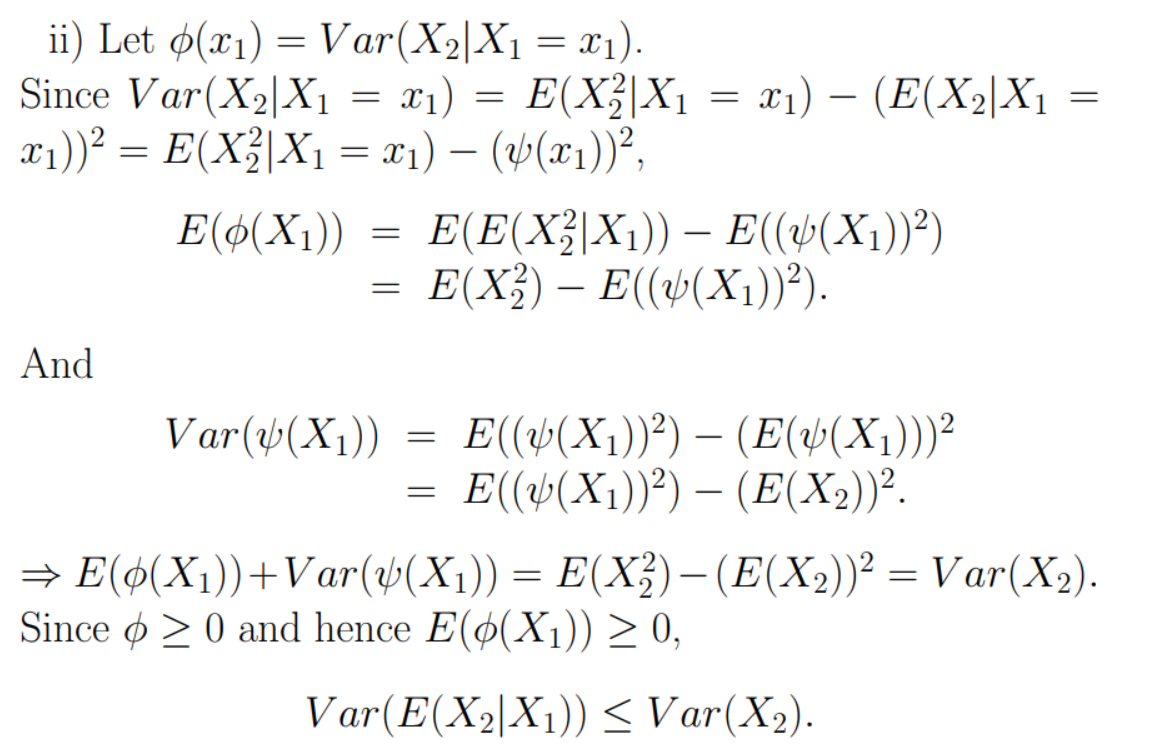 ii) Let ϕ(x₁) = Var(X₂|X₁ = x₁).
Since Var(X₂|X₁ = x₁) = E(X₂²|X₁ = x₁) − (E(X₂|X₁ =
x₁))² = E(X₂²|X₁ = x₁) − (ψ(x₁))²,
E(ϕ(X₁)) = E(E(X₂²|X₁)) − E((ψ(X₁))²)
= E(X₂²) − E((ψ(X₁))²).
And
Var(ψ(X₁)) = E((ψ(X₁))²) − (E(ψ(X₁)))²
= E((ψ(X₁))²) − (E(X₂))².
⇒ E(ϕ(X₁))+Var(ψ(X₁)) = E(X₂²)−(E(X₂))² = Var(X₂).
Since ϕ ≥ 0 and hence E(ϕ(X₁)) ≥ 0,
Var(E(X₂|X₁)) ≤ Var(X₂).